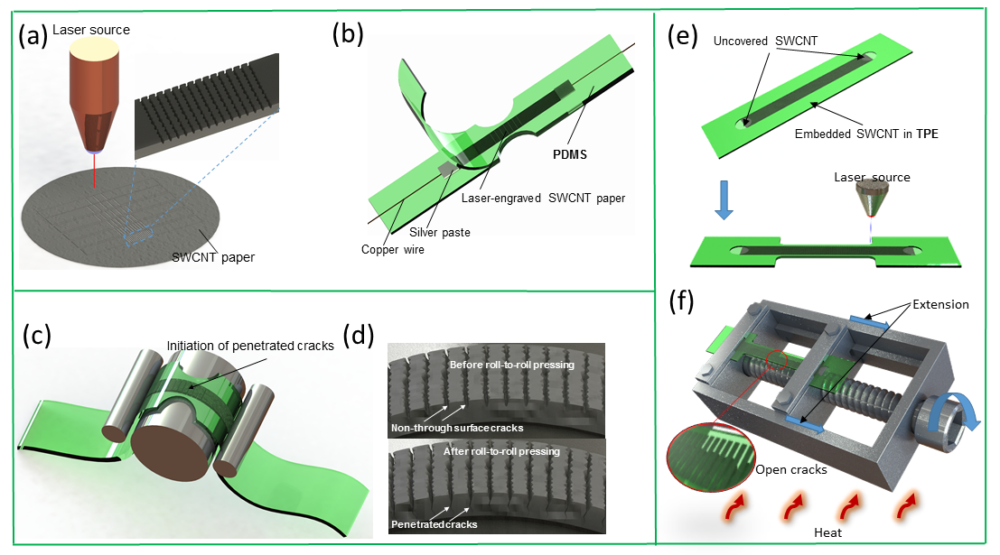 (a)
Laser source
SWCNT paper
(b)
PDMS
Laser-engraved SWCNT paper
Silver paste
Copper wire
(c)
Initiation of penetrated cracks
(d)
Before roll-to-roll pressing
Non-through surface cracks
After roll-to-roll pressing
Penetrated cracks
(e)
Uncovered SWCNT
Embedded SWCNT in TPE
Laser source
(f)
Extension
Open cracks
Heat